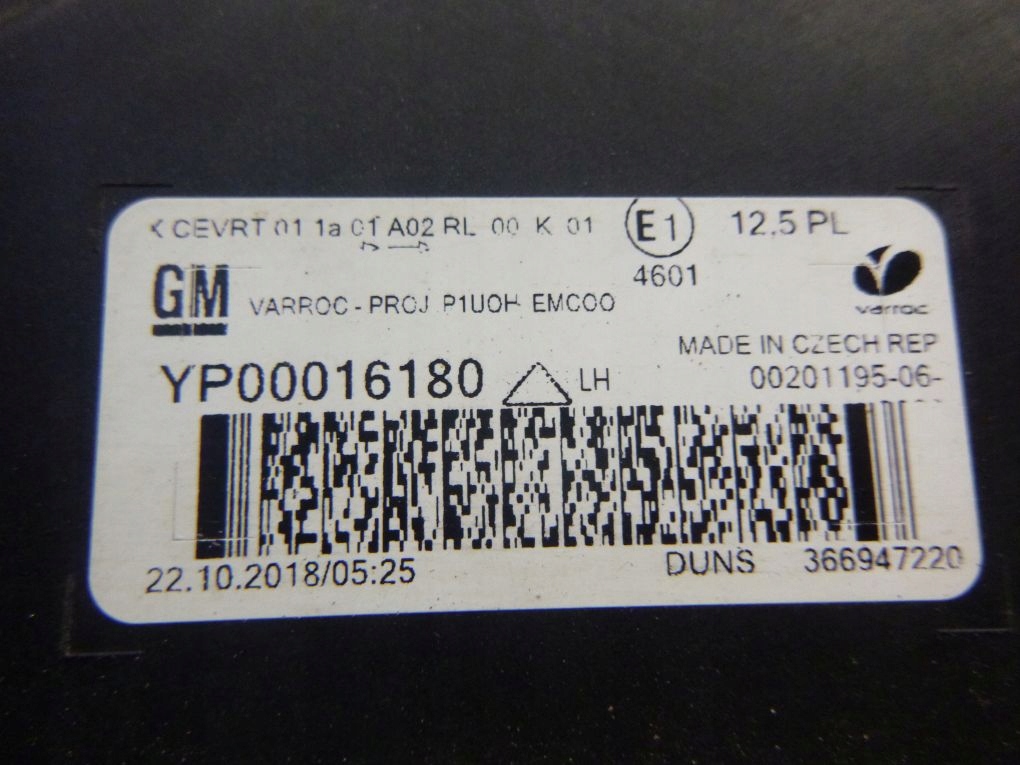 K CEVRT 01 1a 01 A02 RL 00 K 01 E1 12,5 PL
4601
GM
VARROC - PROJ P1UOH EMC00
varroc
MADE IN CZECH REP
YP00016180 LH
00201195-06-
22.10.2018/05:25 DUNS 366947220